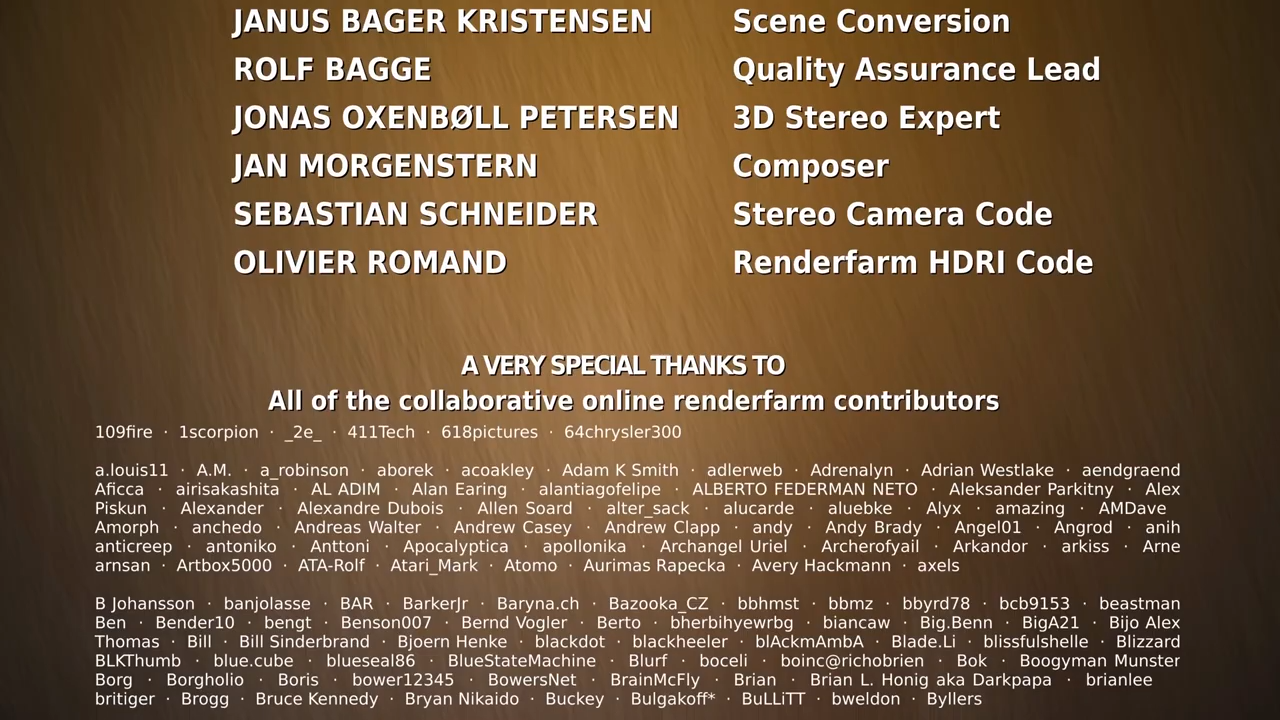 JANUS BAGER KRISTENSEN Scene Conversion
ROLF BAGGE Quality Assurance Lead
JONAS OXENBØLL PETERSEN 3D Stereo Expert
JAN MORGENSTERN Composer
SEBASTIAN SCHNEIDER Stereo Camera Code
OLIVIER ROMAND Renderfarm HDRI Code
A VERY SPECIAL THANKS TO
All of the collaborative online renderfarm contributors
109fire · 1scorpion · _2e_ · 411Tech · 618pictures · 64chrysler300
a.louis11 · A.M. · a_robinson · aborek · acoakley · Adam K Smith · adlerweb · Adrenalyn · Adrian Westlake · aendgraend
Aficca · airisakashita · AL ADIM · Alan Earing · alantiagofelipe · ALBERTO FEDERMAN NETO · Aleksander Parkitny · Alex
Piskun · Alexander · Alexandre Dubois · Allen Soard · alter_sack · alucarde · aluebke · Alyx · amazing · AMDave
Amorph · anchedo · Andreas Walter · Andrew Casey · Andrew Clapp · andy · Andy Brady · Angel01 · Angrod · anih
anticreep · antoniko · Anttoni · Apocalyptica · apollonika · Archangel Uriel · Archerofyail · Arkandor · arkiss · Arne
arnsan · Artbox5000 · ATA-Rolf · Atari_Mark · Atomo · Aurimas Rapecka · Avery Hackmann · axels
B Johansson · banjolasse · BAR · BarkerJr · Baryna.ch · Bazooka_CZ · bbhmst · bbmz · bbyrd78 · bcb9153 · beastman
Ben · Bender10 · bengt · Benson007 · Bernd Vogler · Berto · bherbihyewrbg · biancaw · Big.Benn · BigA21 · Bijo Alex
Thomas · Bill · Bill Sinderbrand · Bjoern Henke · blackdot · blackheeler · blAckmAmbA · Blade.Li · blissfulshelle · Blizzard
BLKThumb · blue.cube · blueseal86 · BlueStateMachine · Blurf · boceli · boinc@richobrien · Bok · Boogyman Munster
Borg · Borgholio · Boris · bower12345 · BowersNet · BrainMcFly · Brian · Brian L. Honig aka Darkpapa · brianlee
britiger · Brogg · Bruce Kennedy · Bryan Nikaido · Buckey · Bulgakoff* · BuLLiTT · bweldon · Byllers